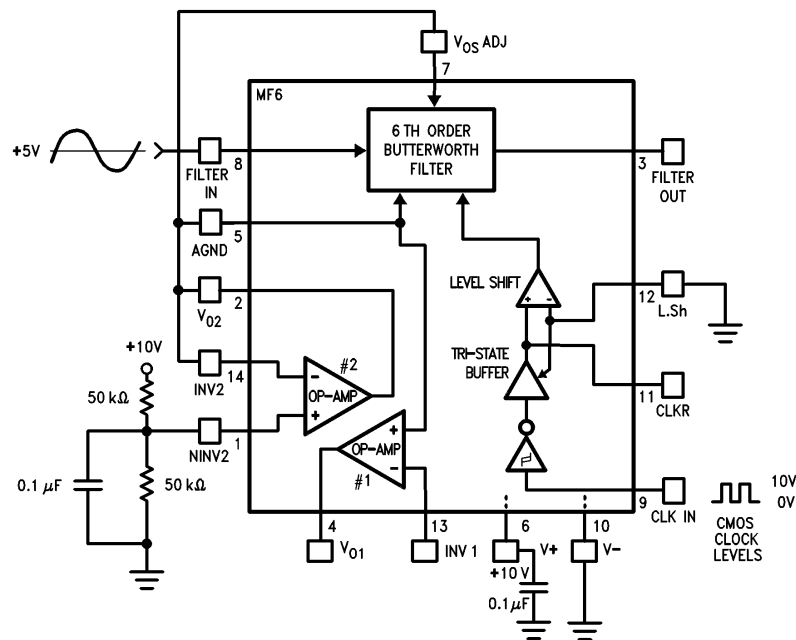 V_OS ADJ
7
MF6
6 TH ORDER
BUTTERWORTH
FILTER
+5V
8
FILTER
IN
3
FILTER
OUT
5
AGND
LEVEL SHIFT
+ −
12
L.Sh
2
V_O2
+10V
TRI-STATE
BUFFER
14
INV2
#2
−
OP-AMP
+
11
CLKR
50 kΩ
1
NINV2
+
OP-AMP
−
#1
0.1 μF
50 kΩ
9
CLK IN
10V
0V
CMOS
CLOCK
LEVELS
4
V_O1
13
INV 1
6
V+
10
V−
+10 V
0.1μF